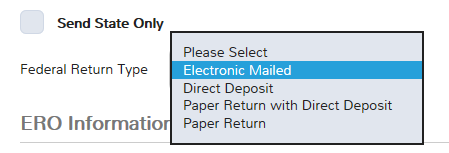 Send State Only
Please Select
Federal Return Type
Electronic Mailed
Direct Deposit
Paper Return with Direct Deposit
Paper Return
ERO Information